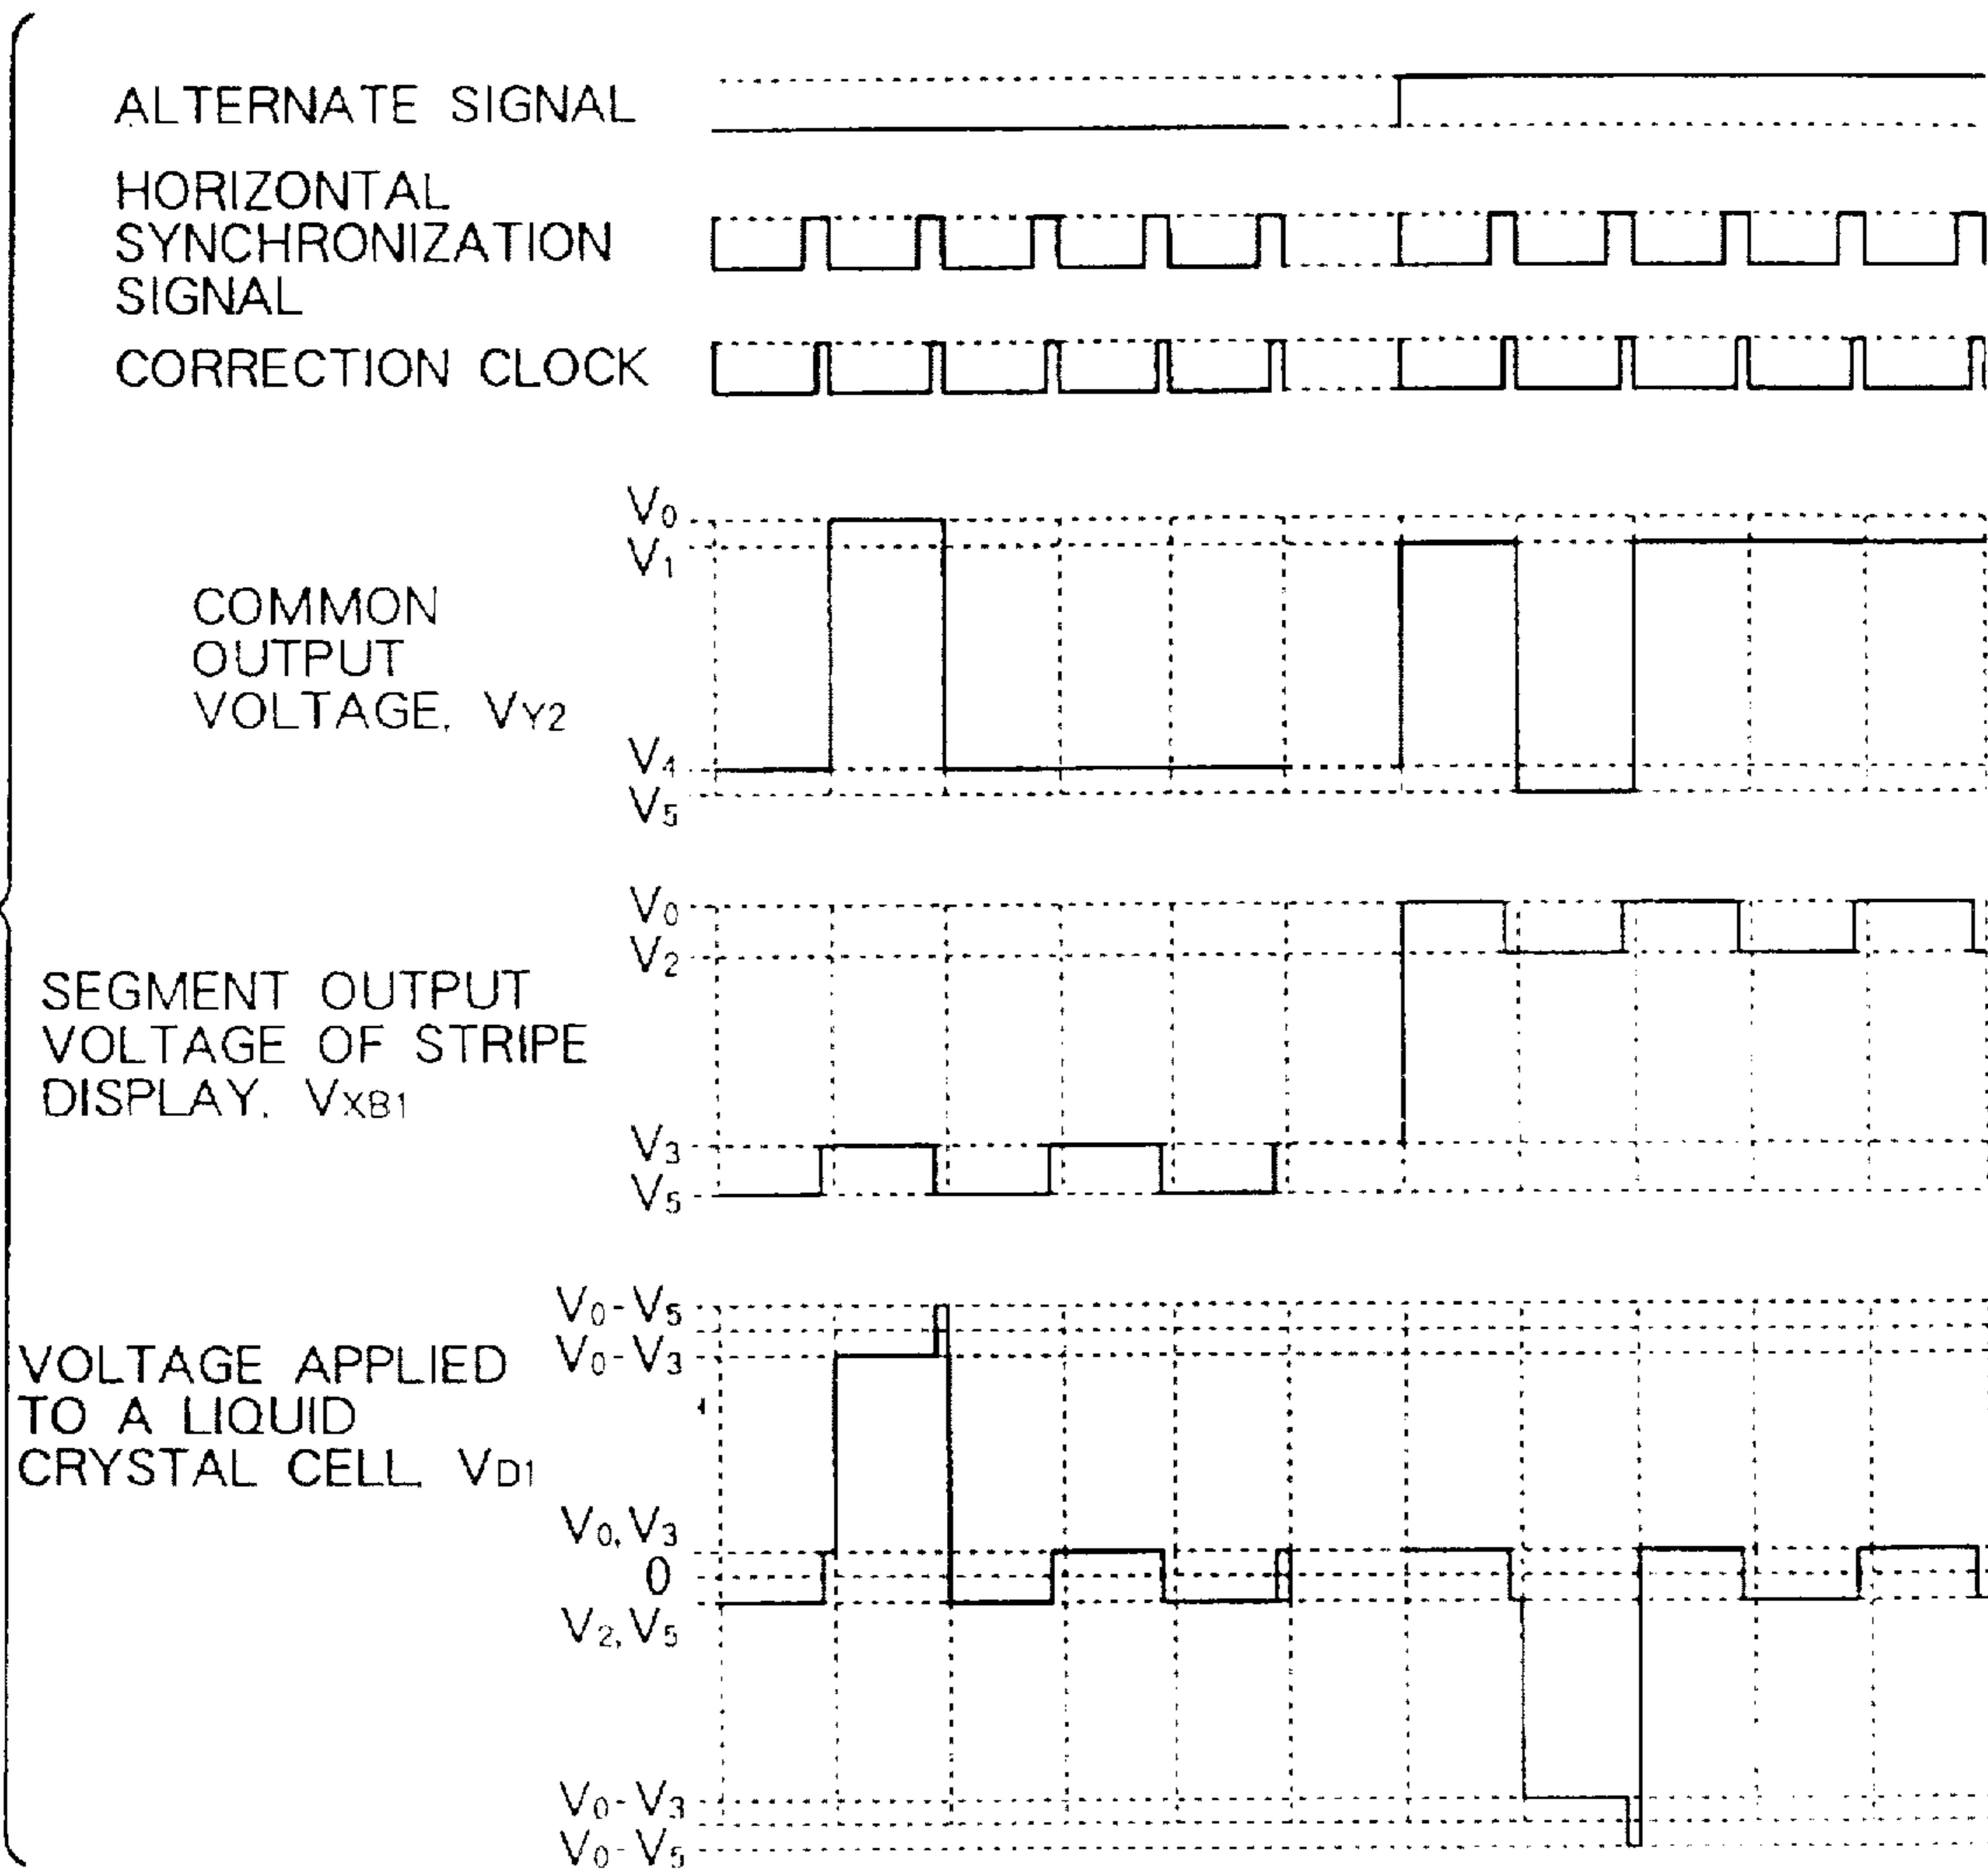 ALTERNATE SIGNAL
HORIZONTAL
SYNCHRONIZATION
SIGNAL
CORRECTION CLOCK
V0
V1
COMMON
OUTPUT
VOLTAGE, VY2
V4
V5
V0
V2
SEGMENT OUTPUT
VOLTAGE OF STRIPE
DISPLAY, VXB1
V3
V5
V0-V5
V0-V3
VOLTAGE APPLIED
TO A LIQUID
CRYSTAL CELL VD1
V0, V3
0
V2, V5
V0-V3
V0-V5